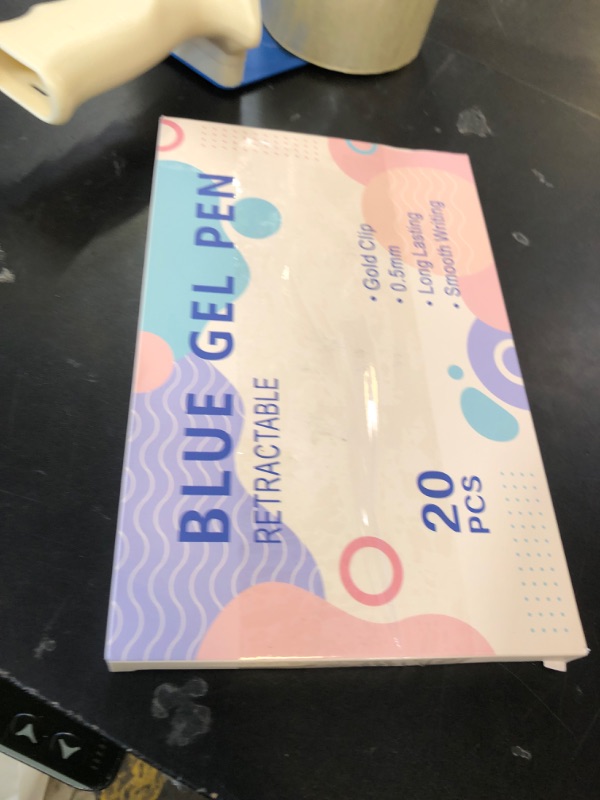 BLUE GEL PEN
RETRACTABLE
• Gold Clip
• 0.5mm
• Long Lasting
• Smooth Writing
20
PCS